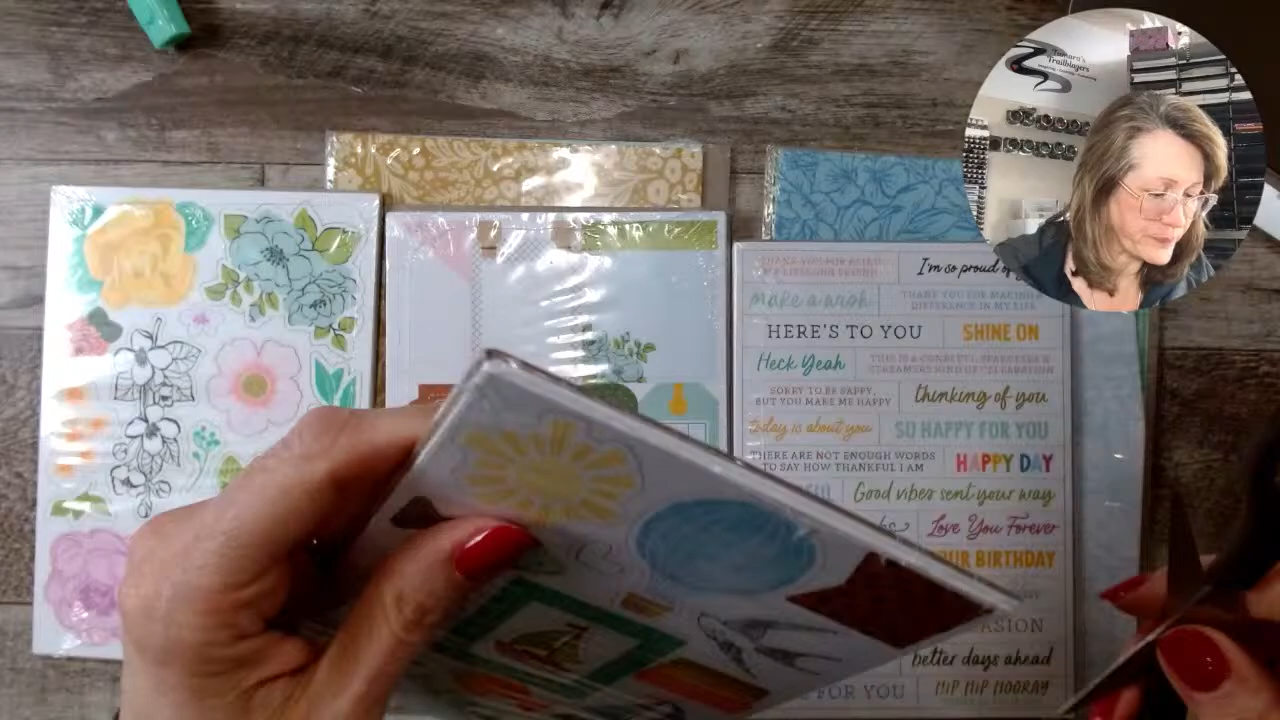 Tamara's
Trailblazers
I'm so proud of
make a wish
THANK YOU FOR MAKING A
DIFFERENCE IN MY LIFE
HERE'S TO YOU
SHINE ON
Heck Yeah
THIS IS A CONFETTI, SPARKLERS &
STREAMERS KIND OF CELEBRATION
SORRY TO BE SAPPY,
BUT YOU MAKE ME HAPPY
thinking of you
today is about you
SO HAPPY FOR YOU
THERE ARE NOT ENOUGH WORDS
TO SAY HOW THANKFUL I AM
HAPPY DAY
Good vibes sent your way
Love You Forever
BIRTHDAY
better days ahead
FOR YOU
HIP HIP HOORAY